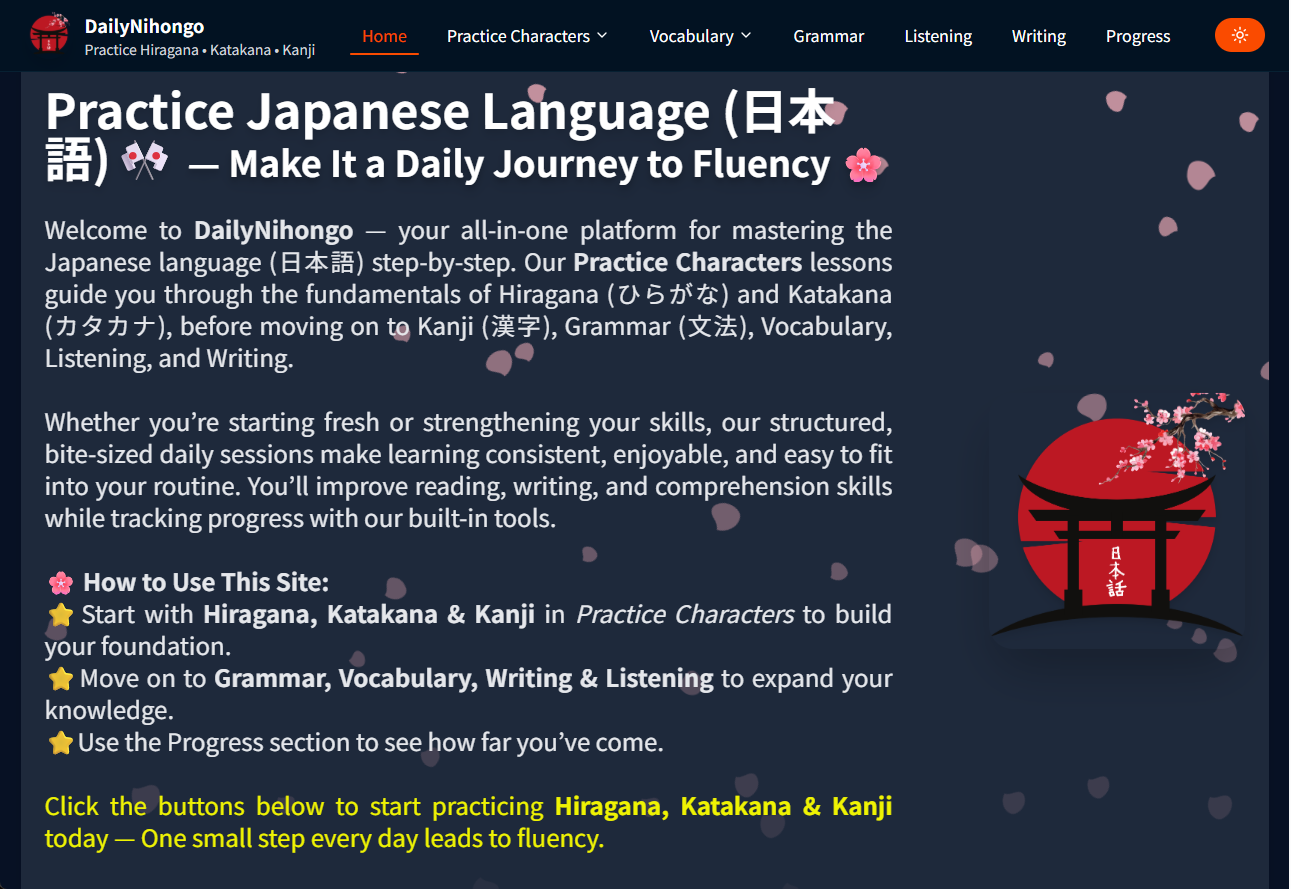 DailyNihongo
Practice Hiragana • Katakana • Kanji
Home
Practice Characters
Vocabulary
Grammar
Listening
Writing
Progress
Practice Japanese Language (日本
語) 🎌 — Make It a Daily Journey to Fluency 🌸
Welcome to DailyNihongo — your all-in-one platform for mastering the
Japanese language (日本語) step-by-step. Our Practice Characters lessons
guide you through the fundamentals of Hiragana (ひらがな) and Katakana
(カタカナ), before moving on to Kanji (漢字), Grammar (文法), Vocabulary,
Listening, and Writing.
Whether you’re starting fresh or strengthening your skills, our structured,
bite-sized daily sessions make learning consistent, enjoyable, and easy to fit
into your routine. You’ll improve reading, writing, and comprehension skills
while tracking progress with our built-in tools.
🌸 How to Use This Site:
⭐ Start with Hiragana, Katakana & Kanji in Practice Characters to build
your foundation.
⭐ Move on to Grammar, Vocabulary, Writing & Listening to expand your
knowledge.
⭐ Use the Progress section to see how far you’ve come.
Click the buttons below to start practicing Hiragana, Katakana & Kanji
today — One small step every day leads to fluency.
日本話